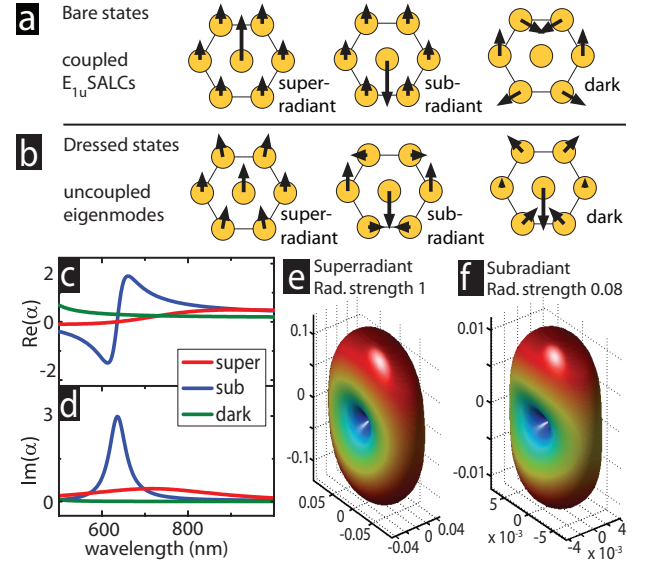 a Bare states
coupled
E1uSALCs
super-
radiant
sub-
radiant
dark
b Dressed states
uncoupled
eigenmodes
super-
radiant
sub-
radiant
dark
c
2
0
-2
Re(α)
super
sub
dark
d
3
0
Im(α)
600 800
wavelength (nm)
e Superradiant
Rad. strength 1
0.1
0
-0.1
0.05
0
-0.05
-0.04
0
0.04
f Subradiant
Rad. strength 0.08
0.01
0
-0.01
5
0
-5
x 10⁻³
-4
0
4
x 10⁻³